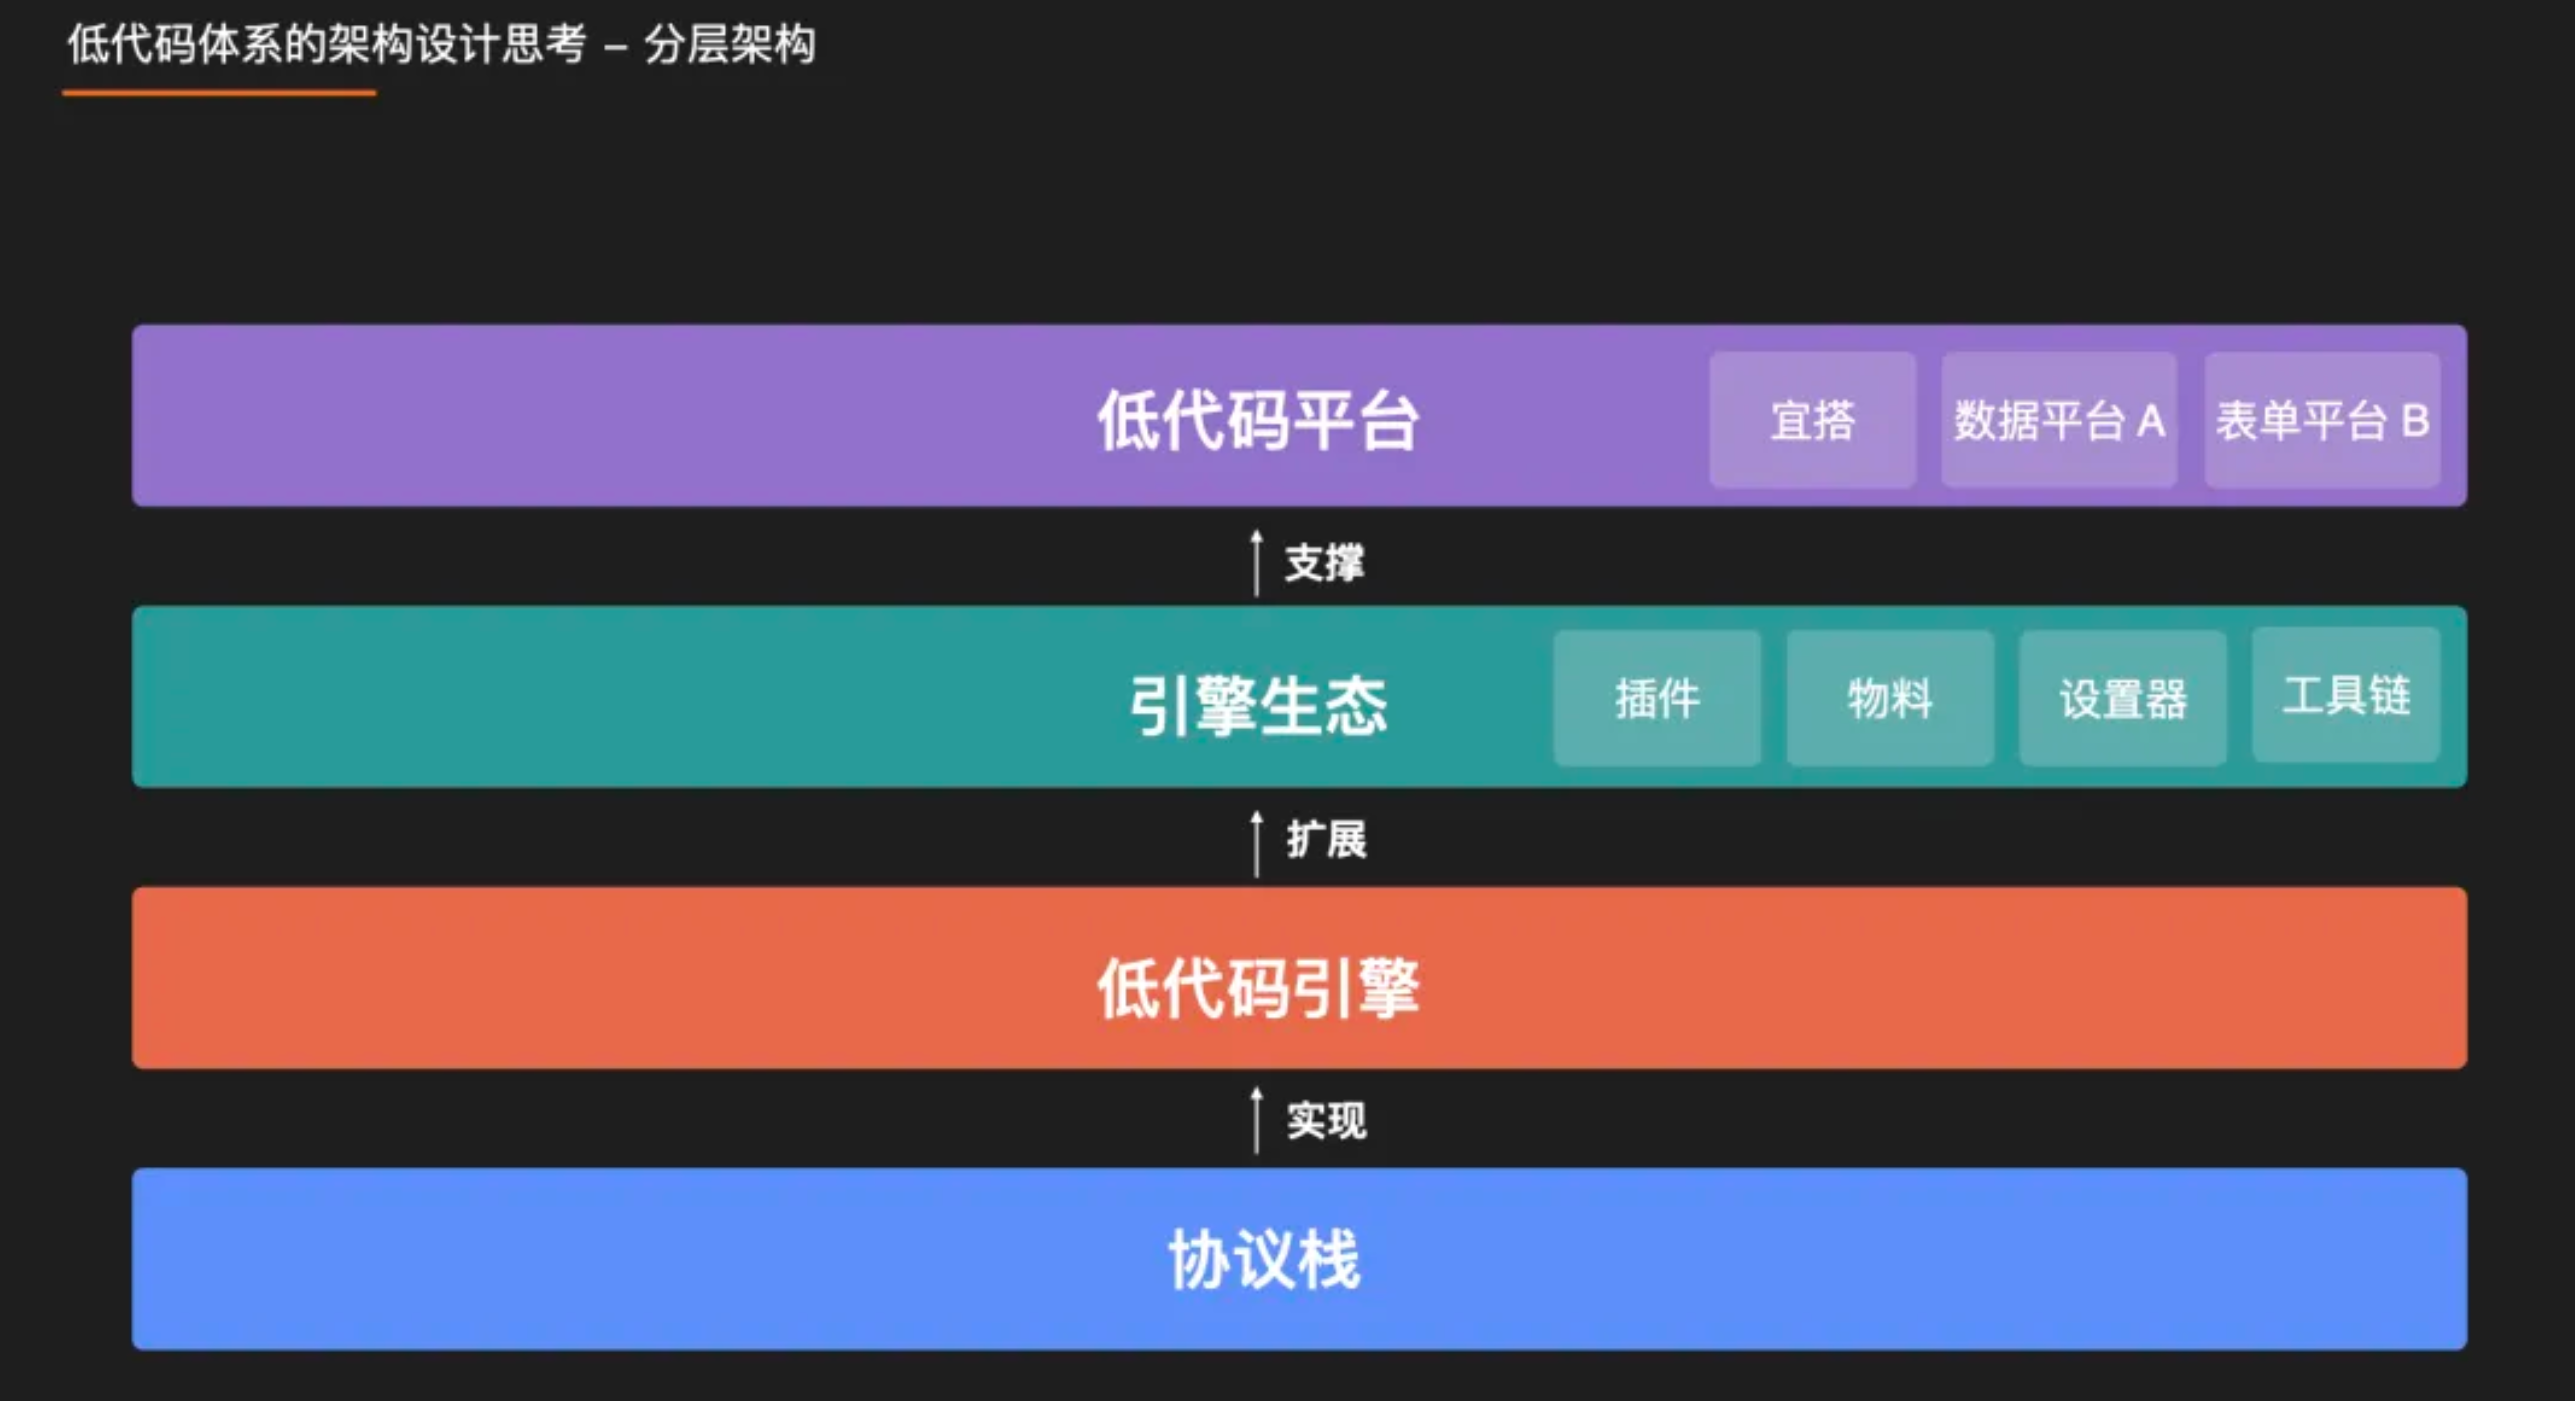 低代码体系的架构设计思考 – 分层架构
低代码平台
宜搭
数据平台 A
表单平台 B
支撑
引擎生态
插件
物料
设置器
工具链
扩展
低代码引擎
实现
协议栈